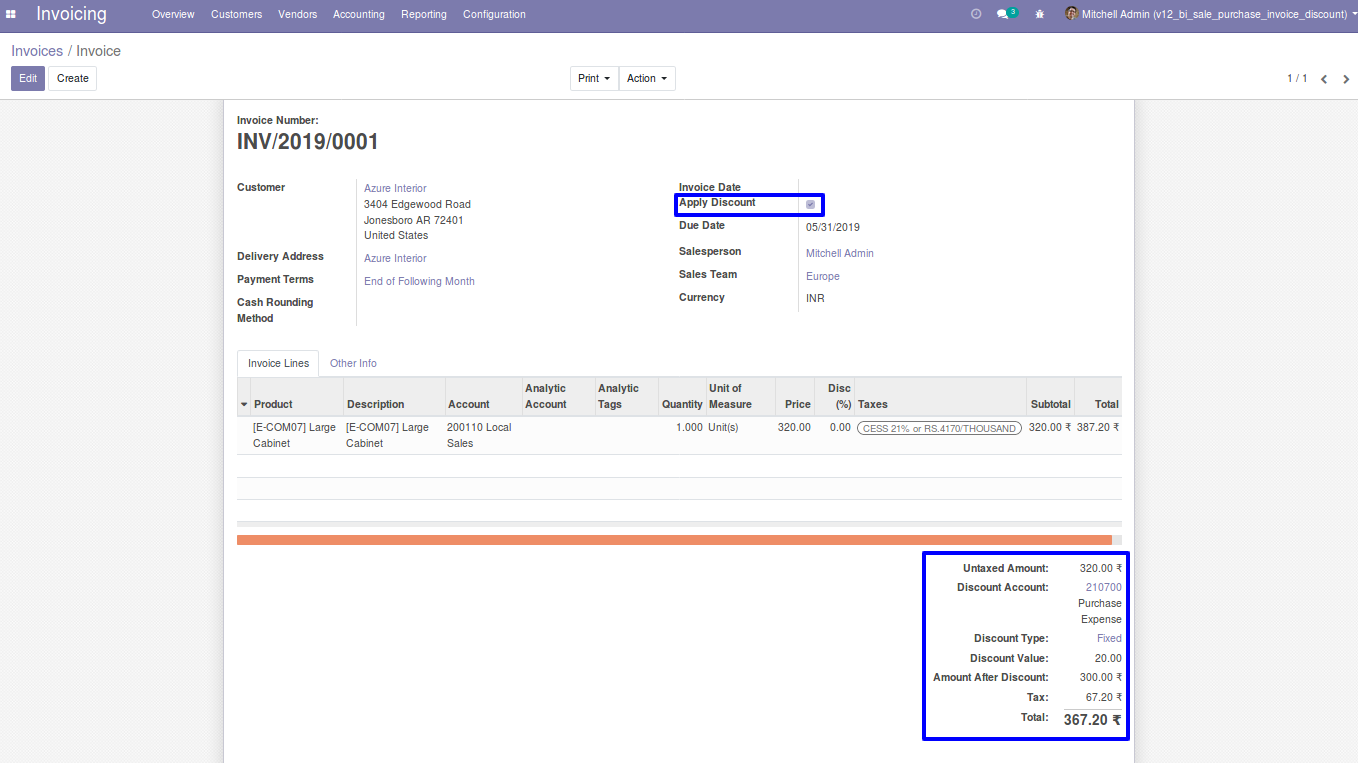 Invoicing
Overview Customers Vendors Accounting Reporting Configuration
3 Mitchell Admin (v12_bi_sale_purchase_invoice_discount)
Invoices / Invoice
Edit Create Print Action 1 / 1
Invoice Number:
INV/2019/0001
Customer
Azure Interior
3404 Edgewood Road
Jonesboro AR 72401
United States
Delivery Address Azure Interior
Payment Terms End of Following Month
Cash Rounding
Method
Invoice Date
Apply Discount
Due Date 05/31/2019
Salesperson Mitchell Admin
Sales Team Europe
Currency INR
Invoice Lines Other Info
Product Description Account Analytic Account Analytic Tags Quantity Unit of Measure Price Disc (%) Taxes Subtotal Total
[E-COM07] Large [E-COM07] Large 200110 Local 1.000 Unit(s) 320.00 0.00 CESS 21% or RS.4170/THOUSAND 320.00 ₹ 387.20 ₹
Cabinet Cabinet Sales
Untaxed Amount: 320.00 ₹
Discount Account: 210700
Purchase
Expense
Discount Type: Fixed
Discount Value: 20.00
Amount After Discount: 300.00 ₹
Tax: 67.20 ₹
Total: 367.20 ₹